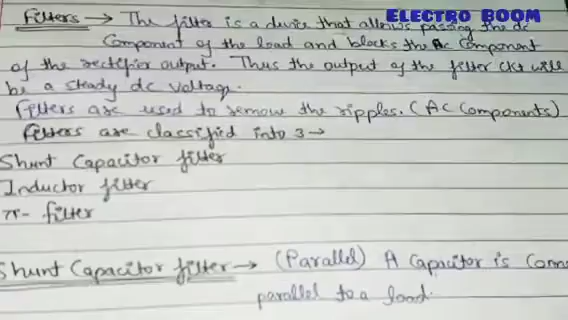 ELECTRO BOOM
Filters → The filter is a device that allows passing the dc
Component of the load and blocks the Ac Component
of the rectifier output. Thus the output of the filter ckt will
be a steady dc voltage.
Filters are used to remove the ripples. (AC Components)
Filters are classified into 3 →
Shunt Capacitor filter
Inductor filter
π- filter
Shunt Capacitor filter → (Parallel) A Capacitor is Conn
parallel to a load.